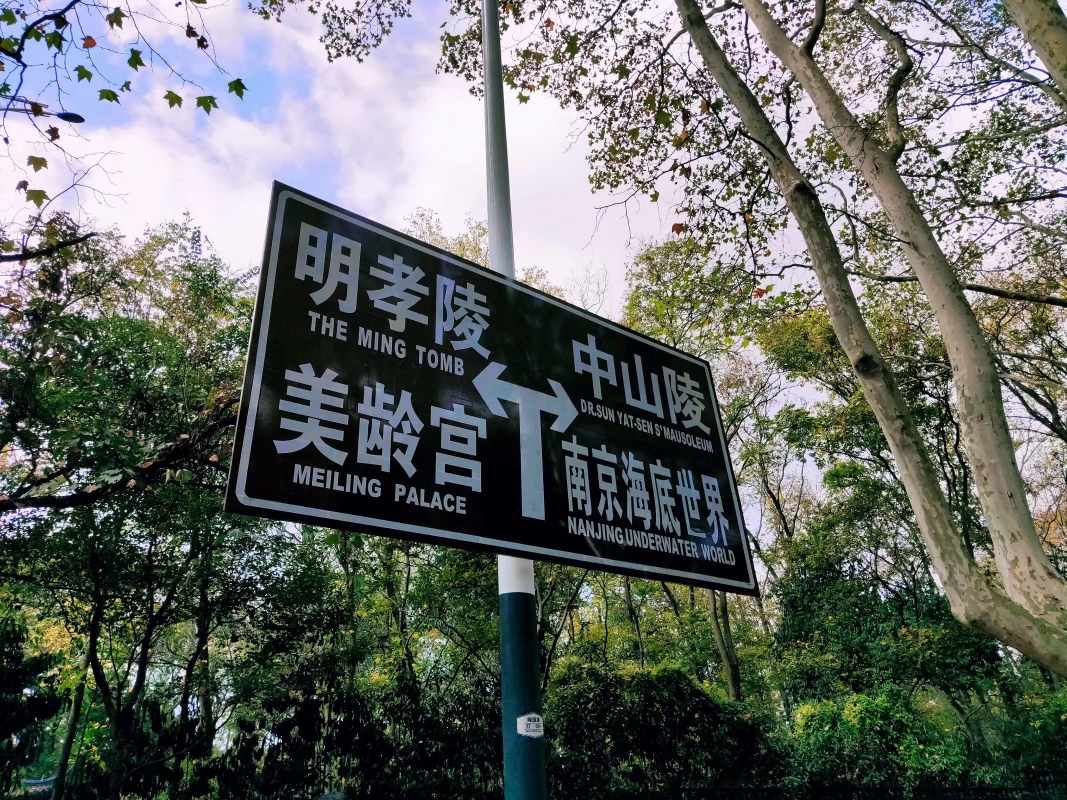 明孝陵
THE MING TOMB
美龄宫
MEILING PALACE
中山陵
DR.SUN YAT-SEN S'MAUSOLEUM
南京海底世界
NANJING UNDERWATER WORLD